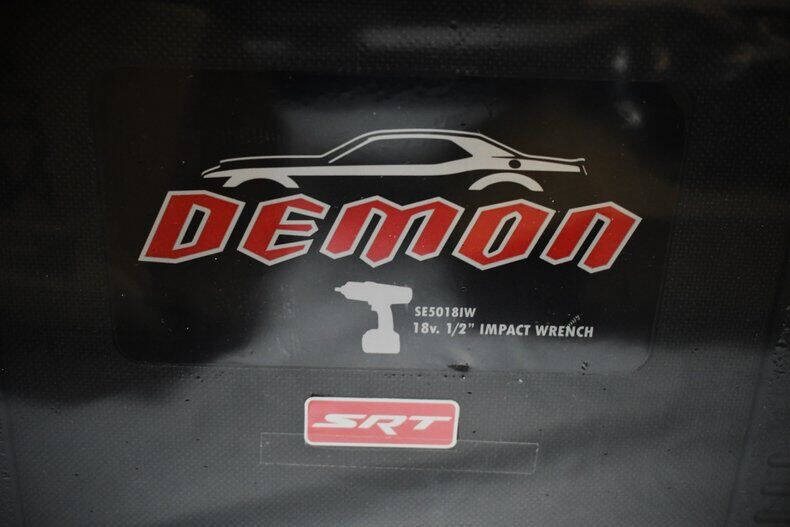 DEMON
SE5018IW
18v. 1/2” IMPACT WRENCH
SRT